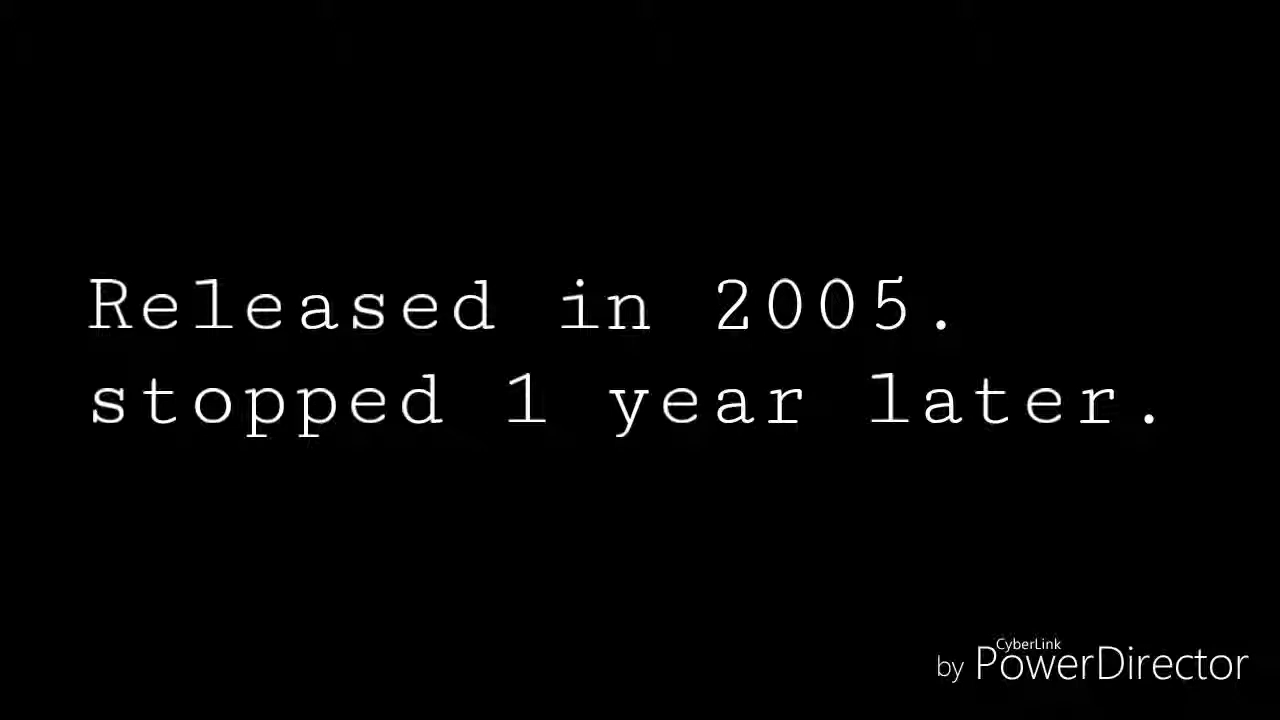 Released in 2005.
stopped 1 year later.
CyberLink
by PowerDirector